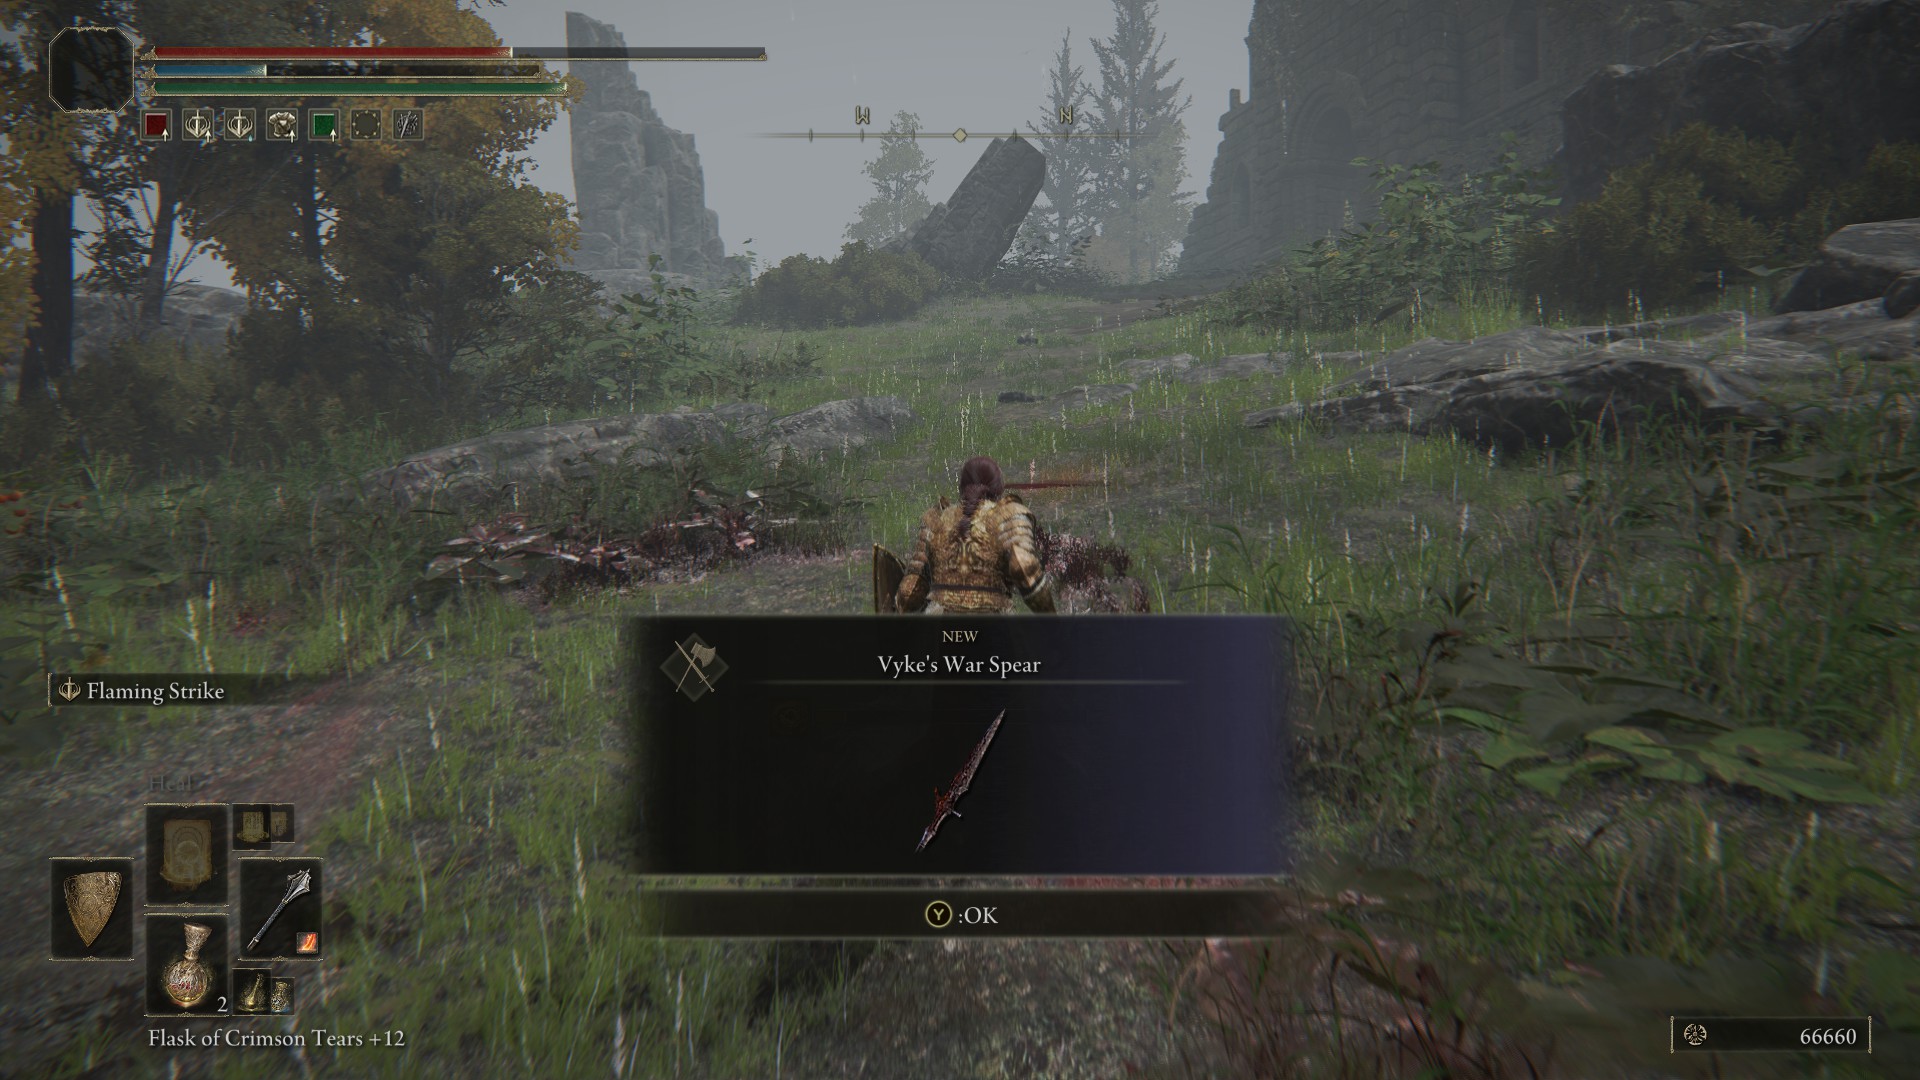 W
N
NEW
Vyke's War Spear
Flaming Strike
Heal
Y :OK
2
Flask of Crimson Tears +12
66660